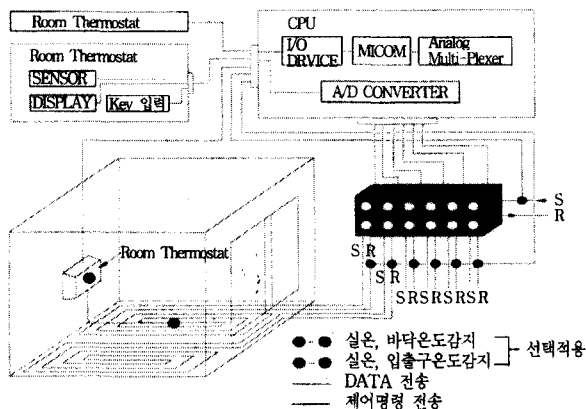 Room Thermostat
Room Thermostat
SENSOR
DISPLAY
Key 입력
CPU
I/O
DRVICE
MICOM
Analog
Multi-Plexer
A/D CONVERTER
S
R
Room Thermostat
S R
S R
S R S R S R S R
실온, 바닥온도감지
실온, 입출구온도감지
선택적용
DATA 전송
제어명령 전송